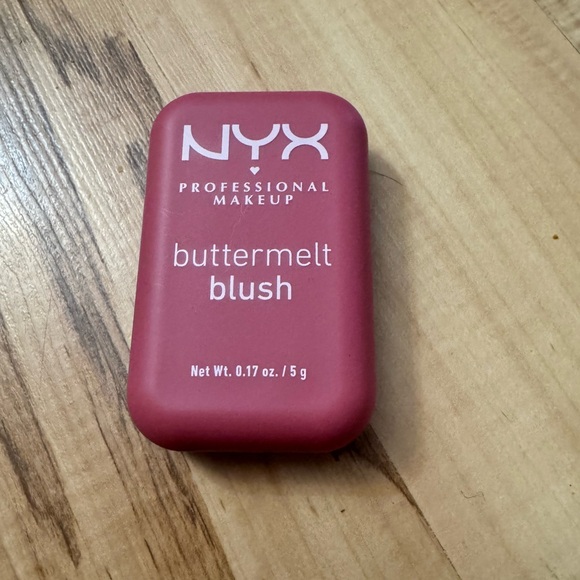 NYX
PROFESSIONAL
MAKEUP
buttermelt
blush
Net Wt. 0.17 oz. / 5 g